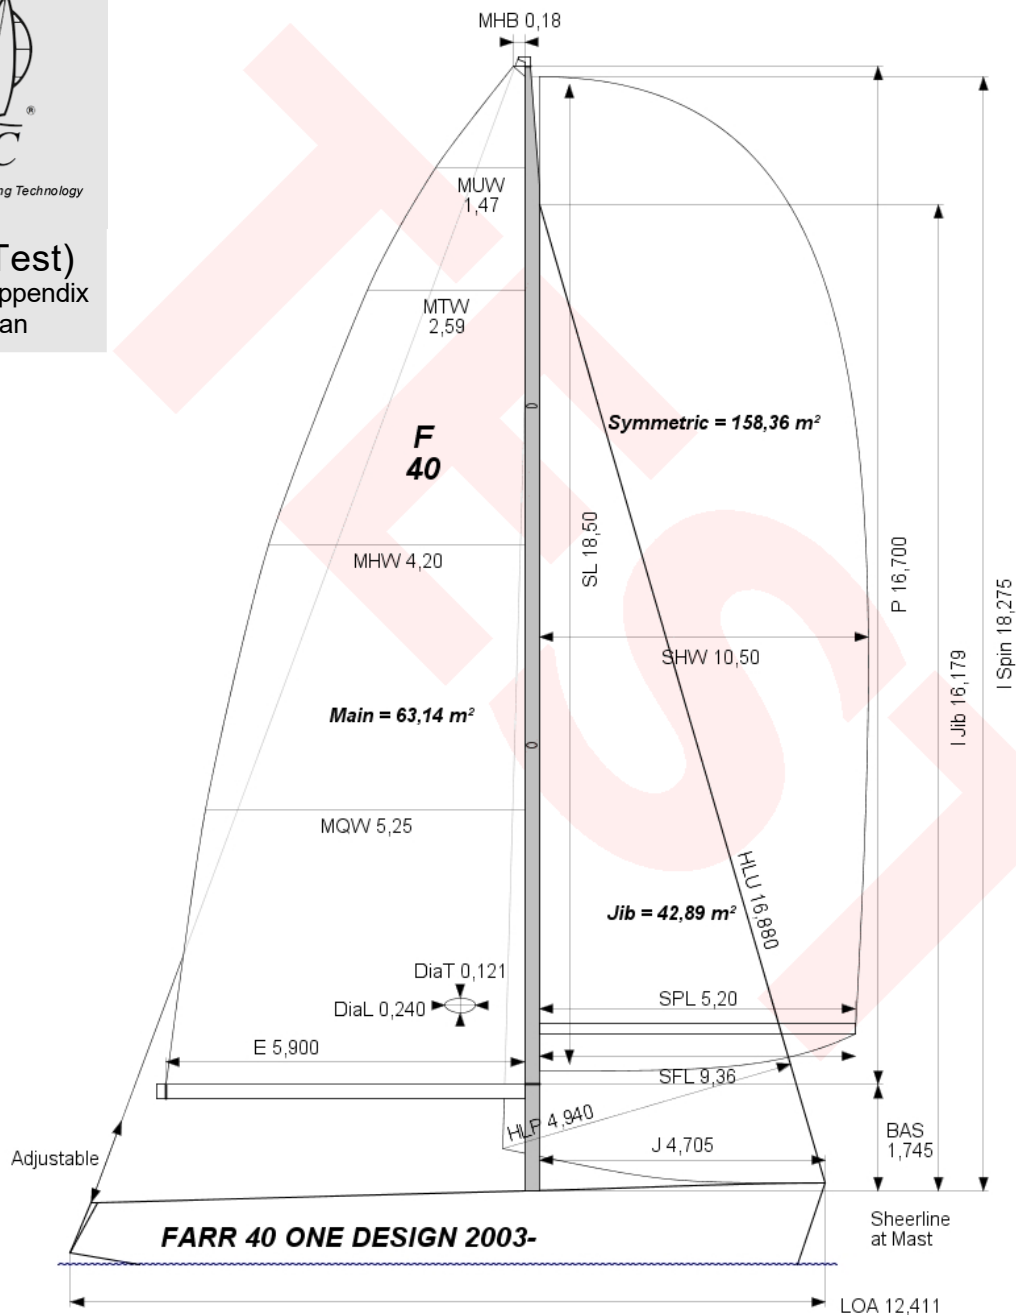 MHB 0,18
®
C
ng Technology
Test)
ppendix
an
MUW
1,47
MTW
2,59
F
40
Symmetric = 158,36 m²
SL 18,50
MHW 4,20
P 16,700
I Spin 18,275
SHW 10,50
I Jib 16,179
Main = 63,14 m²
MQW 5,25
HLU 16,880
Jib = 42,89 m²
DiaT 0,121
DiaL 0,240
SPL 5,20
E 5,900
SFL 9,36
HLP 4,940
BAS
1,745
J 4,705
Adjustable
Sheerline
at Mast
FARR 40 ONE DESIGN 2003-
LOA 12,411
TEST